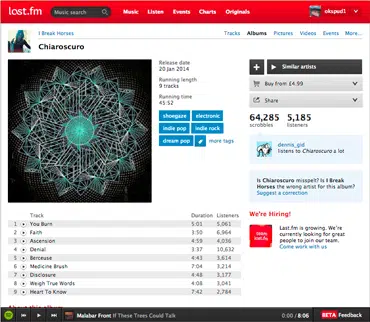 lost.fm
Music search
Music Listen Events Charts Originals
okspud1
I Break Horses
Tracks Albums Pictures Videos Events More...
Chiaroscuro
Release date
20 Jan 2014
Running length
9 tracks
Running time
45:52
shoegaze electronic
indie pop indie rock
dream pop more tags
Similar artists
Buy from £4.99
Share
64,285 5,185
scrobbles listeners
dennis_gid
listens to Chiaroscuro a lot
Is Chiaroscuro misspelt? Is I Break
Horses the wrong artist for this album?
Suggest a correction
We're Hiring!
Last.fm is growing. We're
currently looking for great
people to join our team.
Come work with us
Track Duration Listeners
1 You Burn 5:01 5,061
2 Faith 3:50 6,964
3 Ascension 4:59 4,036
4 Denial 3:37 10,632
5 Berceuse 4:43 3,614
6 Medicine Brush 7:04 3,214
7 Disclosure 4:48 3,177
8 Weigh True Words 4:08 3,041
9 Heart To Know 7:42 2,784
About this album
Malabar Front If These Trees Could Talk
0:00 / 8:06
BETA Feedback